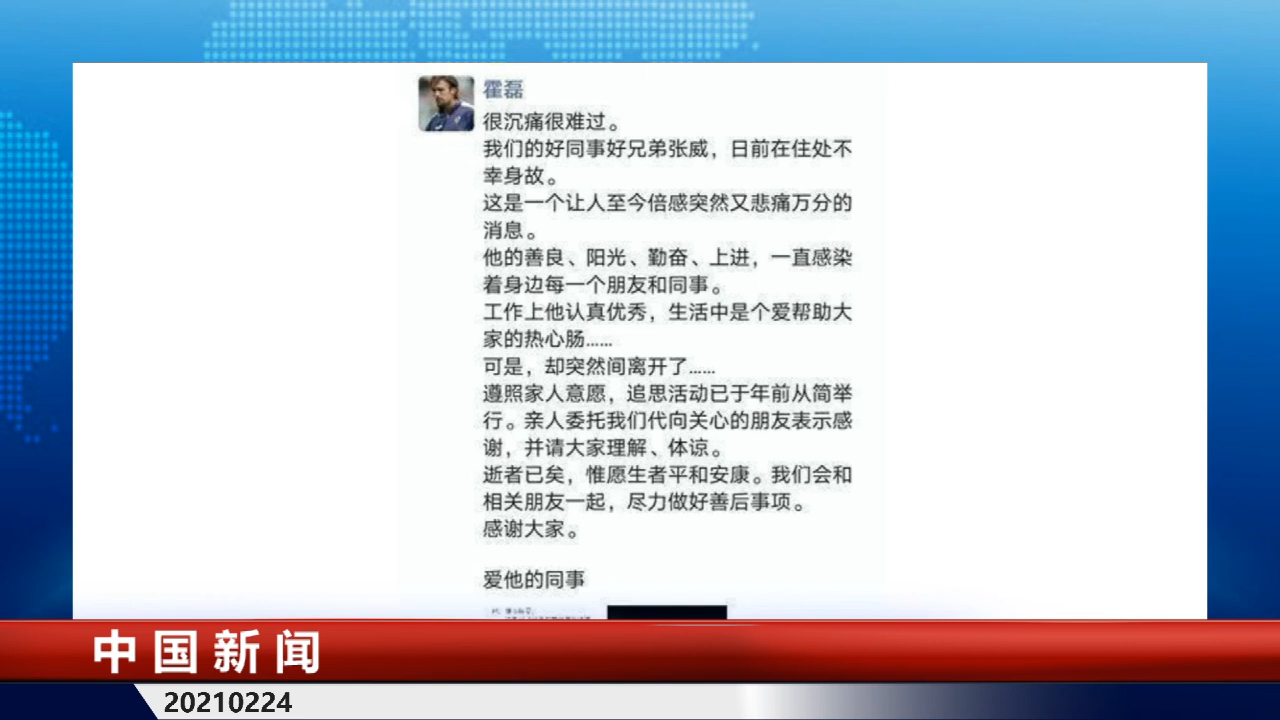 霍磊
很沉痛很难过。
我们的好同事好兄弟张威，日前在住处不
幸身故。
这是一个让人至今倍感突然又悲痛万分的
消息。
他的善良、阳光、勤奋、上进，一直感染
着身边每一个朋友和同事。
工作上他认真优秀，生活中是个爱帮助大
家的热心肠……
可是，却突然间离开了……
遵照家人意愿，追思活动已于年前从简举
行。亲人委托我们代向关心的朋友表示感
谢，并请大家理解、体谅。
逝者已矣，惟愿生者平和安康。我们会和
相关朋友一起，尽力做好善后事项。
感谢大家。
爱他的同事
中国新闻
20210224